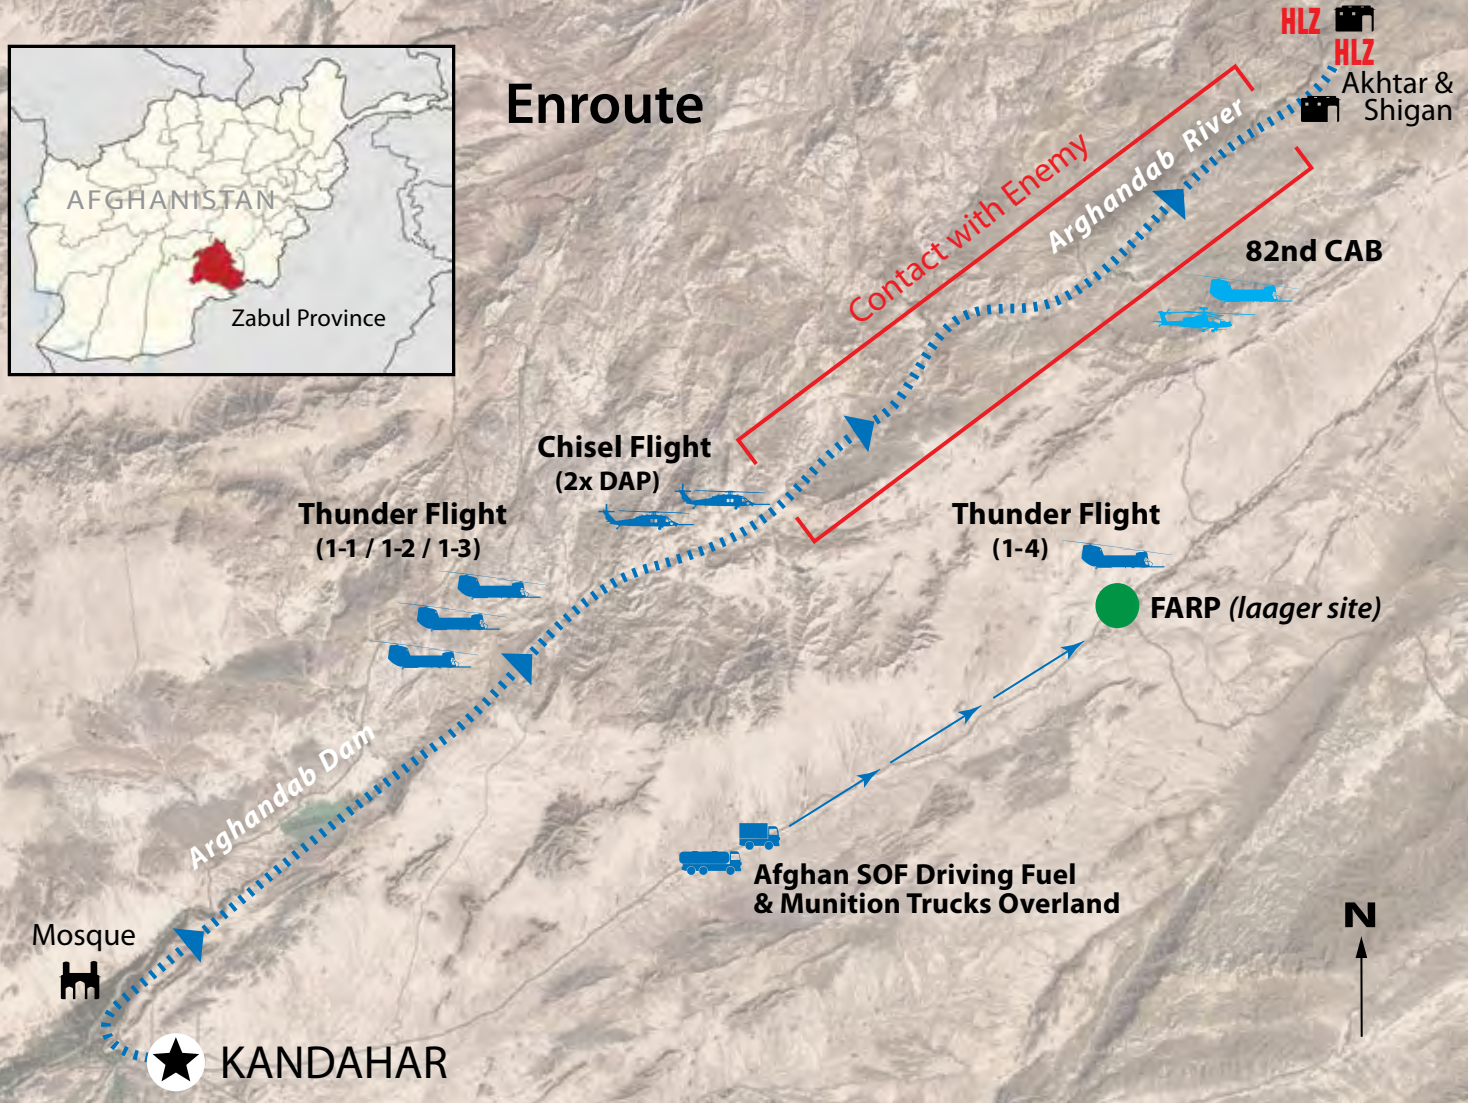 Enroute
HLZ
HLZ
Akhtar &
Shigan
AFGHANISTAN
Zabul Province
Contact with Enemy
Arghandab River
82nd CAB
Chisel Flight
(2x DAP)
Thunder Flight
(1-1 / 1-2 / 1-3)
Thunder Flight
(1-4)
FARP (laager site)
Arghandab Dam
Afghan SOF Driving Fuel
& Munition Trucks Overland
Mosque
N
KANDAHAR